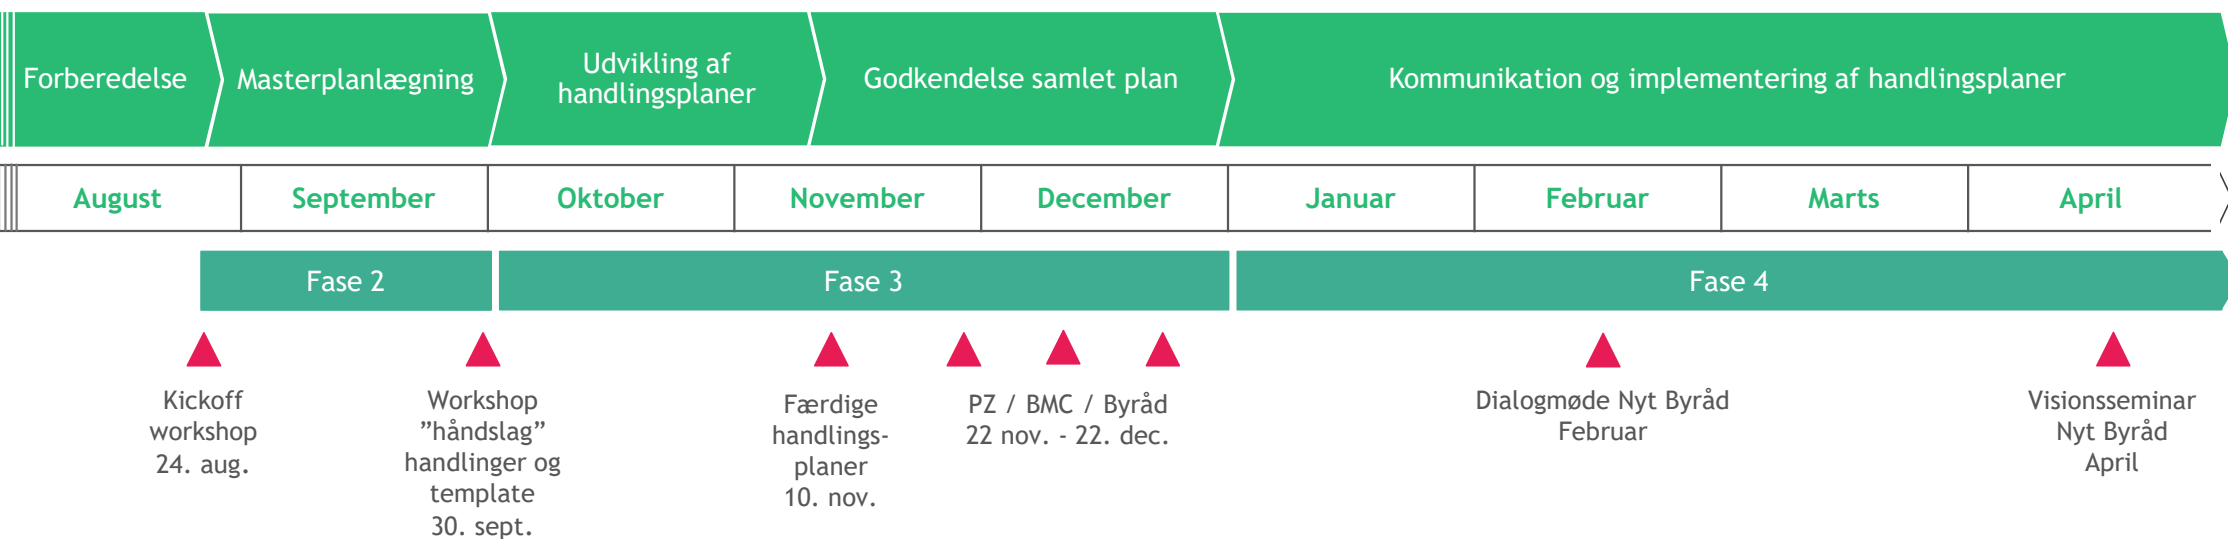 Forberedelse
Masterplanlægning
Udvikling af
handlingsplaner
Godkendelse samlet plan
Kommunikation og implementering af handlingsplaner
August
September
Oktober
November
December
Januar
Februar
Marts
April
Fase 2
Fase 3
Fase 4
Kickoff
workshop
24. aug.
Workshop
”håndslag”
handlinger og
template
30. sept.
Færdige
handlings-
planer
10. nov.
PZ / BMC / Byråd
22 nov. - 22. dec.
Dialogmøde Nyt Byråd
Februar
Visionsseminar
Nyt Byråd
April